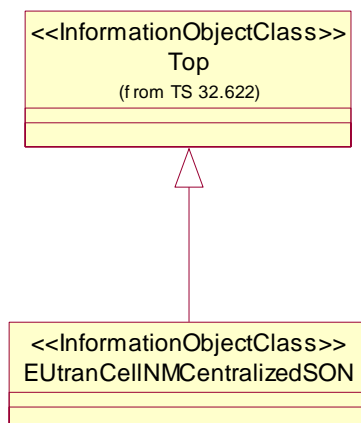 <<InformationObjectClass>>
Top
(from TS 32.622)
<<InformationObjectClass>>
EUtranCellNMCentralizedSON